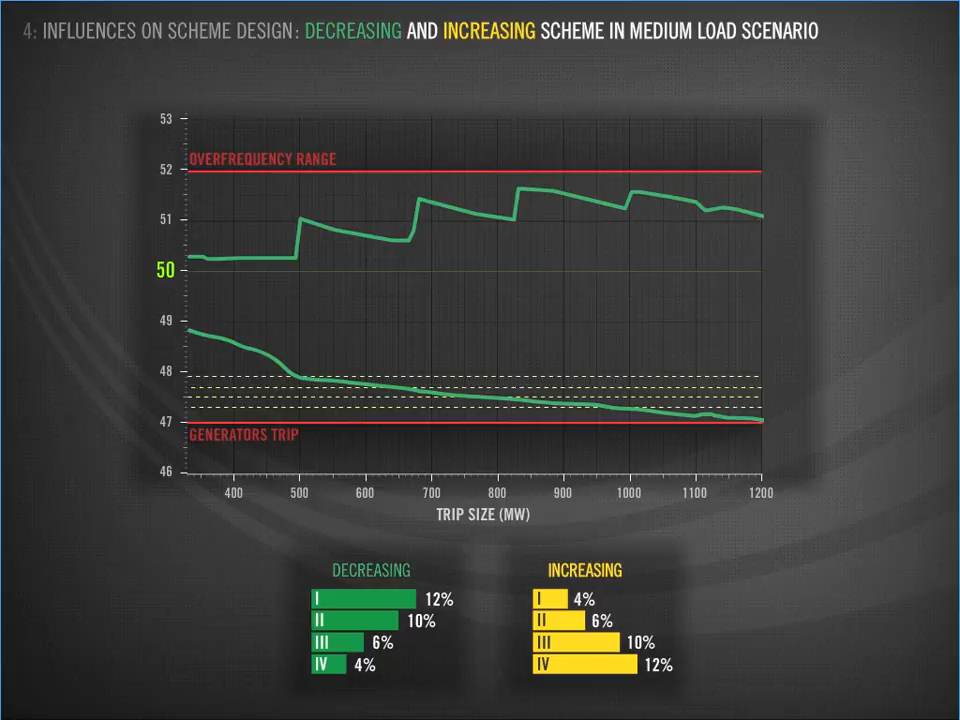 4: INFLUENCES ON SCHEME DESIGN: DECREASING AND INCREASING SCHEME IN MEDIUM LOAD SCENARIO
53
OVERFREQUENCY RANGE
52
51
50
49
48
47
GENERATORS TRIP
46
400 500 600 700 800 900 1000 1100 1200
TRIP SIZE (MW)
DECREASING
I 12%
II 10%
III 6%
IV 4%
INCREASING
I 4%
II 6%
III 10%
IV 12%